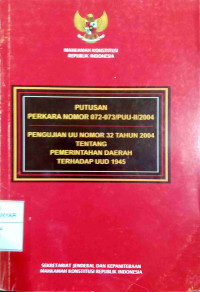 MAHKAMAH KONSTITUSI
REPUBLIK INDONESIA
PUTUSAN
PERKARA NOMOR 072-073/PUU-II/2004
PENGUJIAN UU NOMOR 32 TAHUN 2004
TENTANG
PEMERINTAHAN DAERAH
TERHADAP UUD 1945
SEKRETARIAT JENDERAL DAN KEPANITERAAN
MAHKAMAH KONSTITUSI REPUBLIK INDONESIA